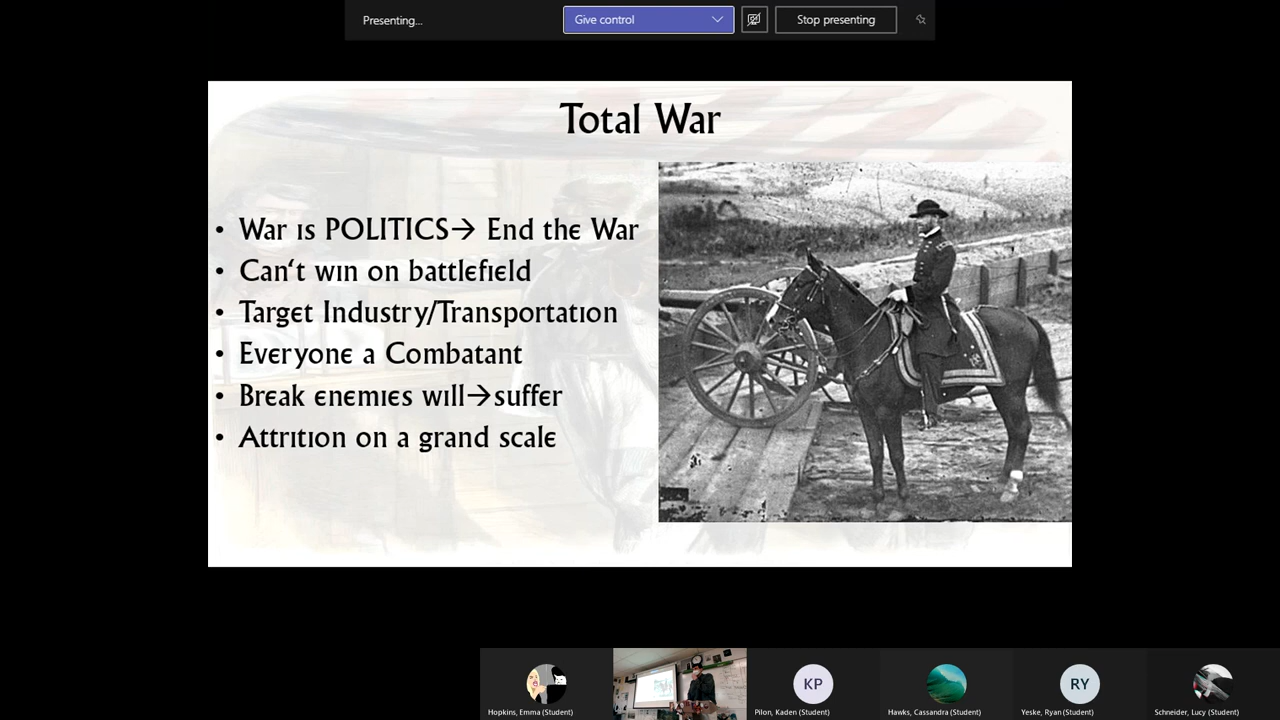 Presenting...
Give control
Stop presenting
Total War
• War is POLITICS→ End the War
• Can‘t win on battlefield
• Target Industry/Transportation
• Everyone a Combatant
• Break enemies will→suffer
• Attrition on a grand scale
KP
RY
Hopkins, Emma (Student)
Pilon, Kaden (Student)
Hawks, Cassandra (Student)
Yeske, Ryan (Student)
Schneider, Lucy (Student)